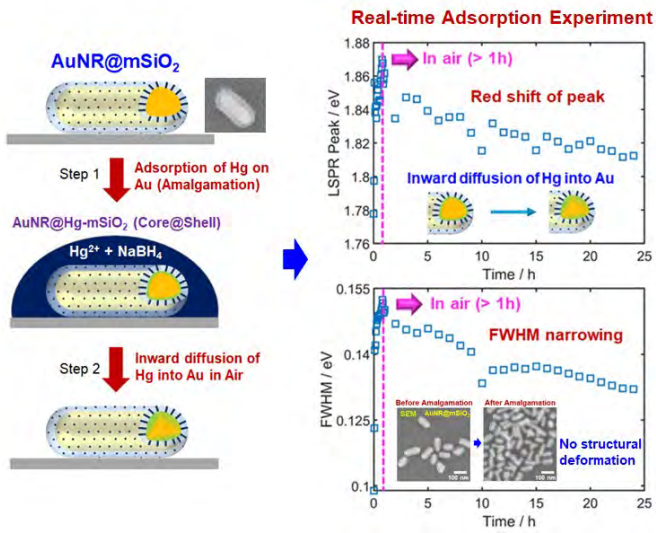 AuNR@mSiO₂
Step 1
Adsorption of Hg on
Au (Amalgamation)
AuNR@Hg-mSiO₂ (Core@Shell)
Hg²⁺ + NaBH₄
Step 2
Inward diffusion of
Hg into Au in Air
Real-time Adsorption Experiment
1.88
1.86
1.84
1.82
1.8
1.78
1.76
LSPR Peak / eV
In air (> 1h)
Red shift of peak
Inward diffusion of Hg into Au
0
5
10
15
20
25
Time / h
0.155
0.14
0.125
0.1
FWHM / eV
In air (> 1h)
FWHM narrowing
Before Amalgamation
After Amalgamation
SEM
AuNR@mSiO₂
100 nm
100 nm
No structural
deformation
0
5
10
15
20
25
Time / h